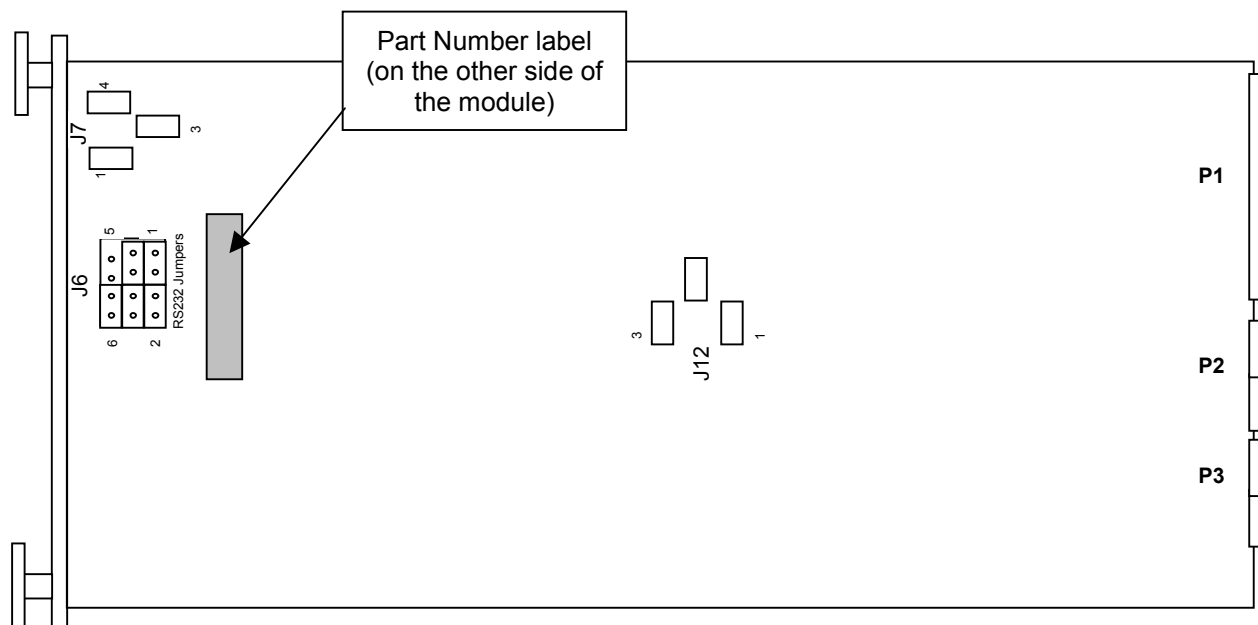 Part Number label
(on the other side of
the module)
4
J7
3
1
P1
5 1
J6
RS232 Jumpers
6 2
3
J12
1
P2
P3